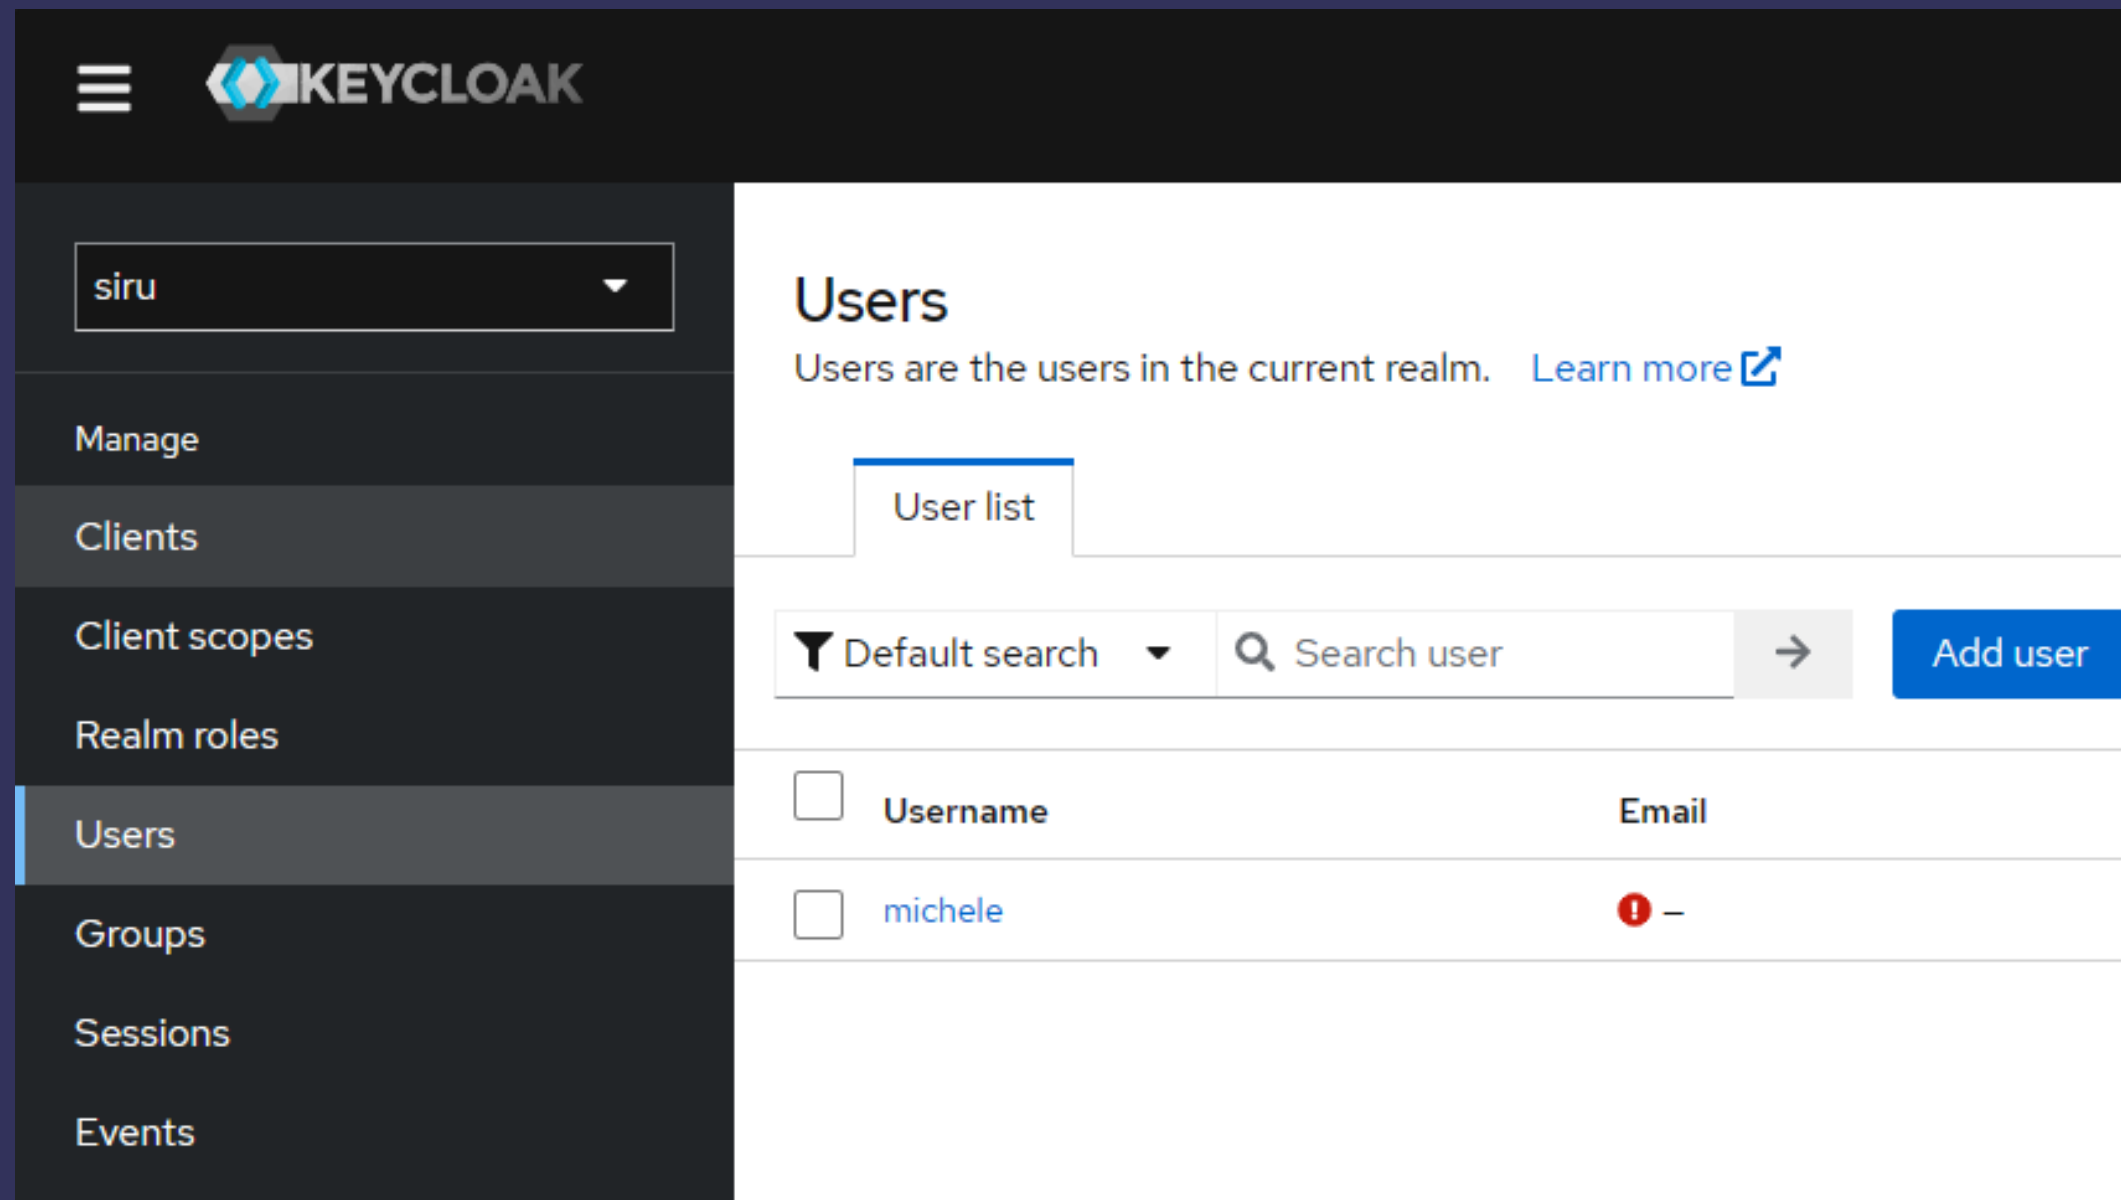 KEYCLOAK
siru
Manage
Clients
Client scopes
Realm roles
Users
Groups
Sessions
Events
Users
Users are the users in the current realm. Learn more
User list
Default search Search user Add user
Username Email
michele –